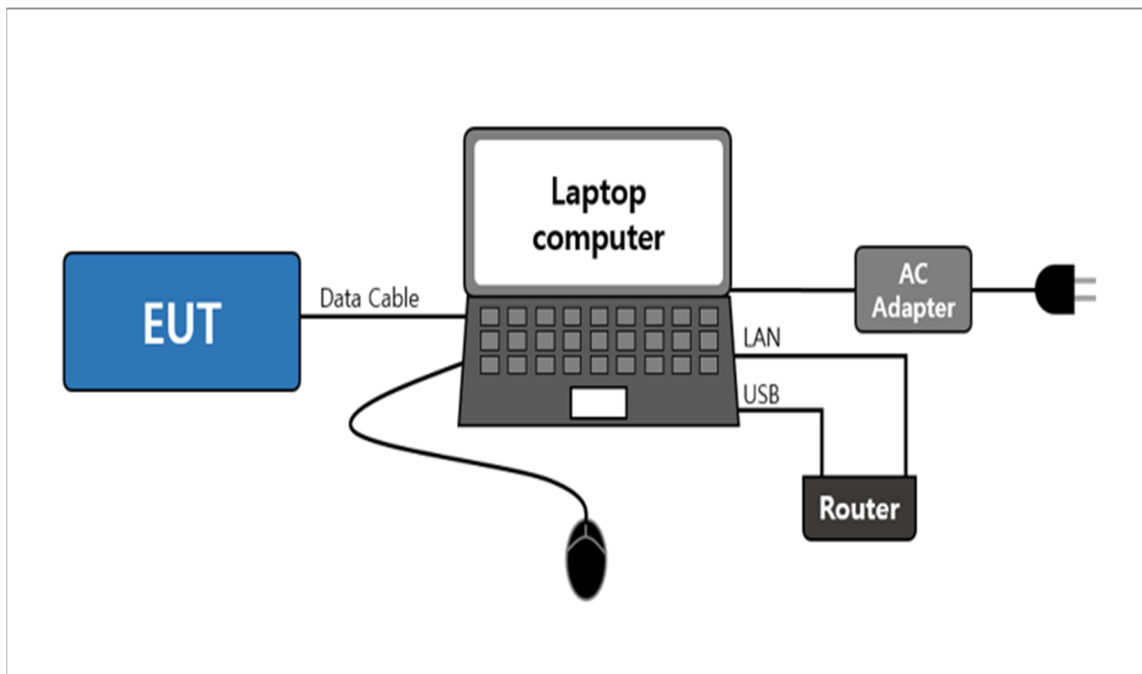 Laptop
computer
EUT
Data Cable
AC
Adapter
LAN
USB
Router